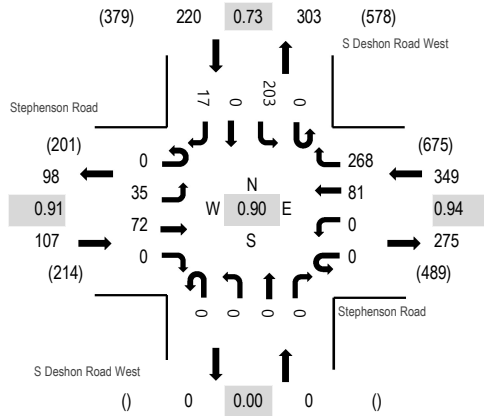 (379) 220 0.73 303 (578)
S Deshon Road West
17 0 203 0
Stephenson Road
(201) 0 268 (675)
98 N 349
35 81
0.91 W 0.90 E 0.94
72 0
107 S 275
(214) 0 0 (489)
0 0 0 0
Stephenson Road
S Deshon Road West
() 0 0.00 0 ()